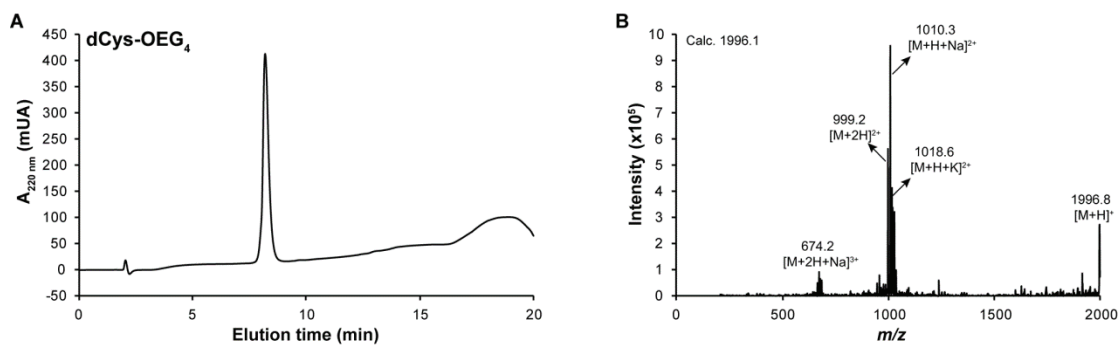 A
dCys-OEG₄
A₂₂₀ ₙₘ (mUA)
450
400
350
300
250
200
150
100
50
0
-50
0
5
10
15
20
Elution time (min)
B
Calc. 1996.1
Intensity (x10⁵)
10
9
8
7
6
5
4
3
2
1
0
1010.3
[M+H+Na]²⁺
999.2
[M+2H]²⁺
1018.6
[M+H+K]²⁺
1996.8
[M+H]⁺
674.2
[M+2H+Na]³⁺
0
500
1000
1500
2000
m/z